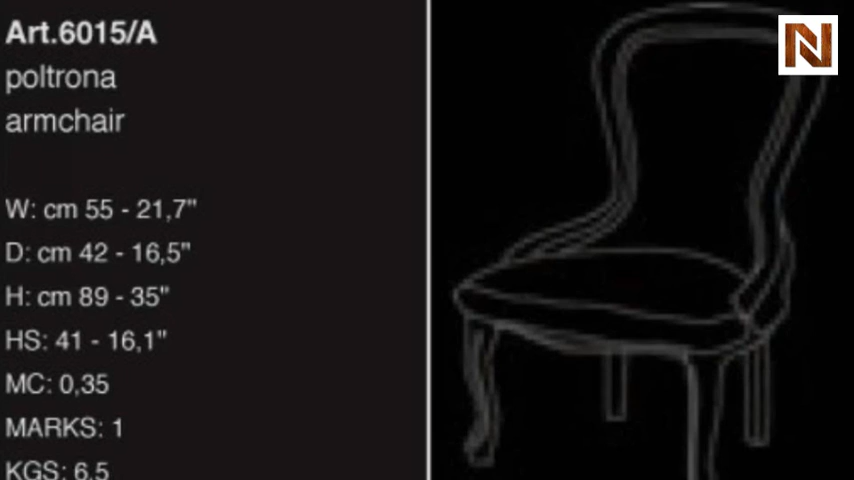 Art.6015/A
poltrona
armchair
W: cm 55 - 21,7"
D: cm 42 - 16,5"
H: cm 89 - 35"
HS: 41 - 16,1"
MC: 0,35
MARKS: 1
KGS: 6,5
N